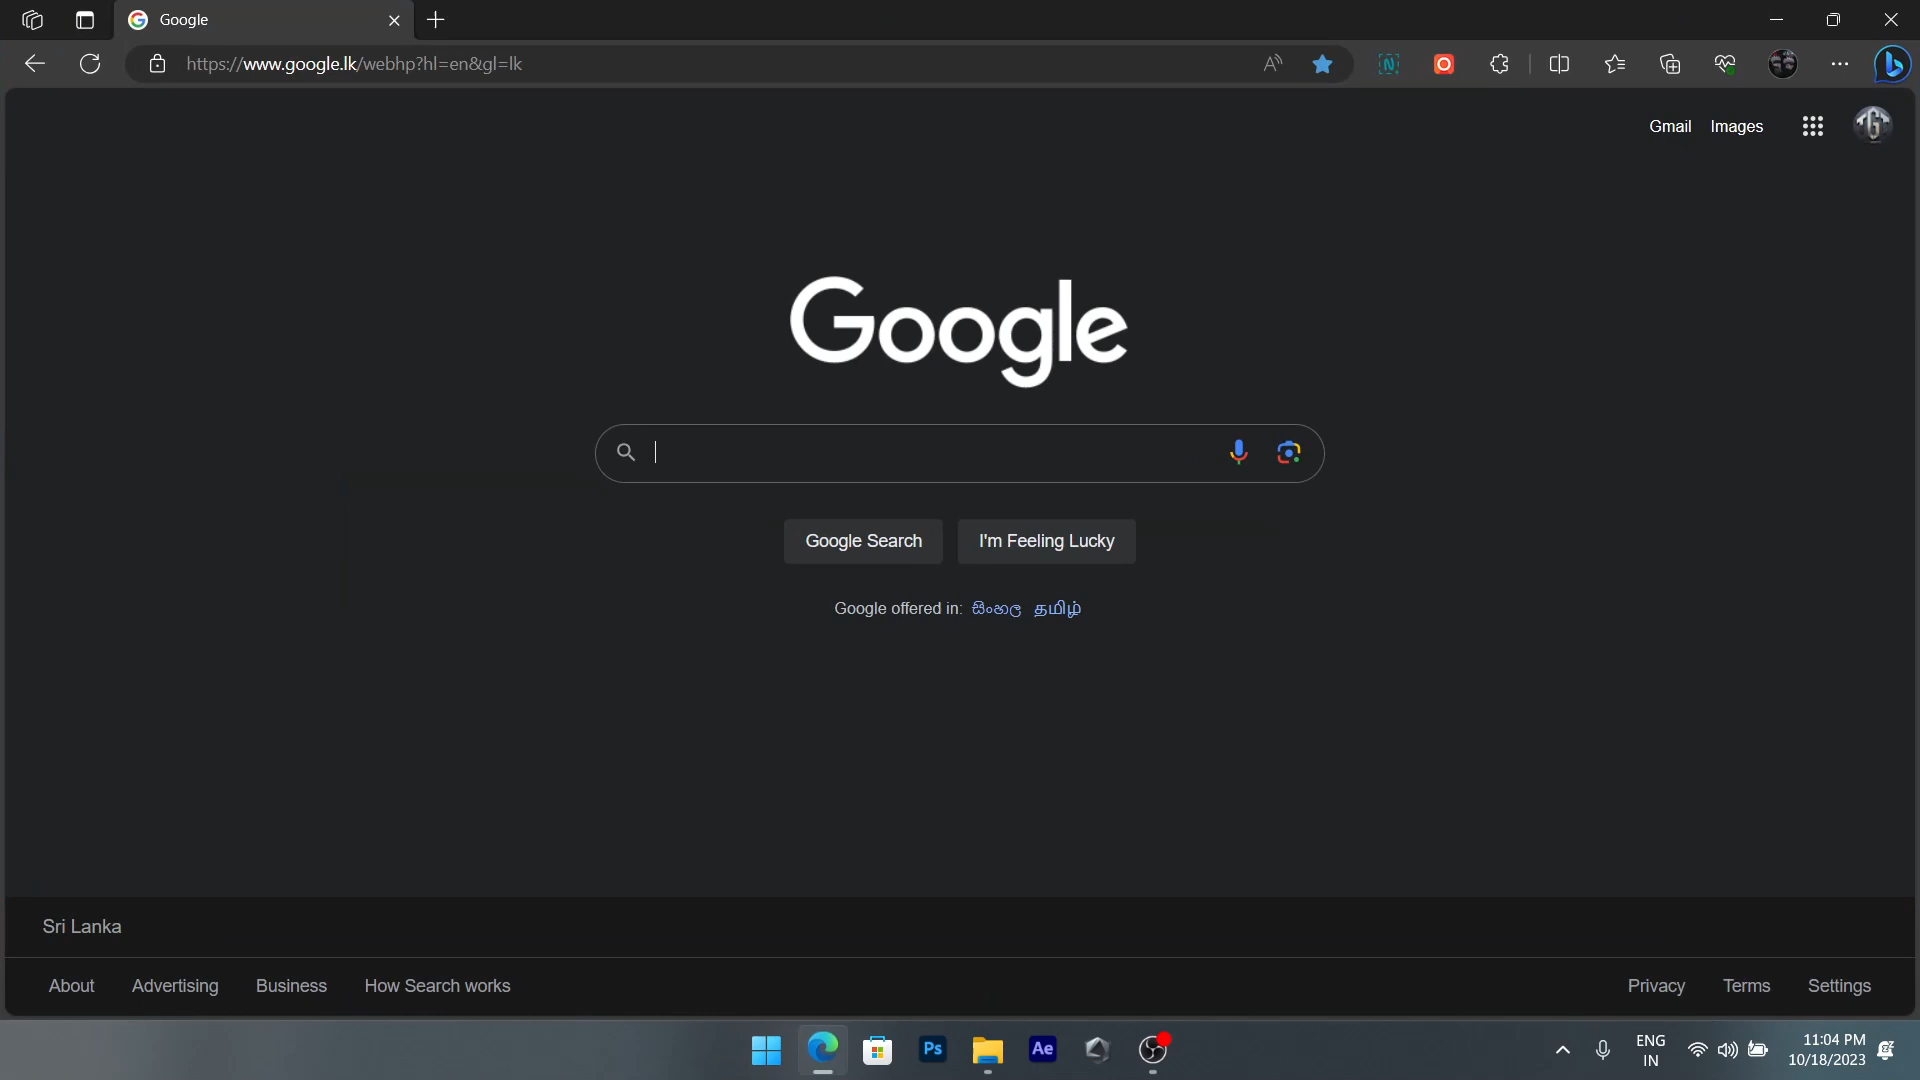 Google
https://www.google.lk/webhp?hl=en&gl=lk
Gmail Images
Google
Google Search I'm Feeling Lucky
Google offered in: සිංහල தமிழ்
Sri Lanka
About Advertising Business How Search works Privacy Terms Settings
Ps Ae
ENG
IN
11:04 PM
10/18/2023